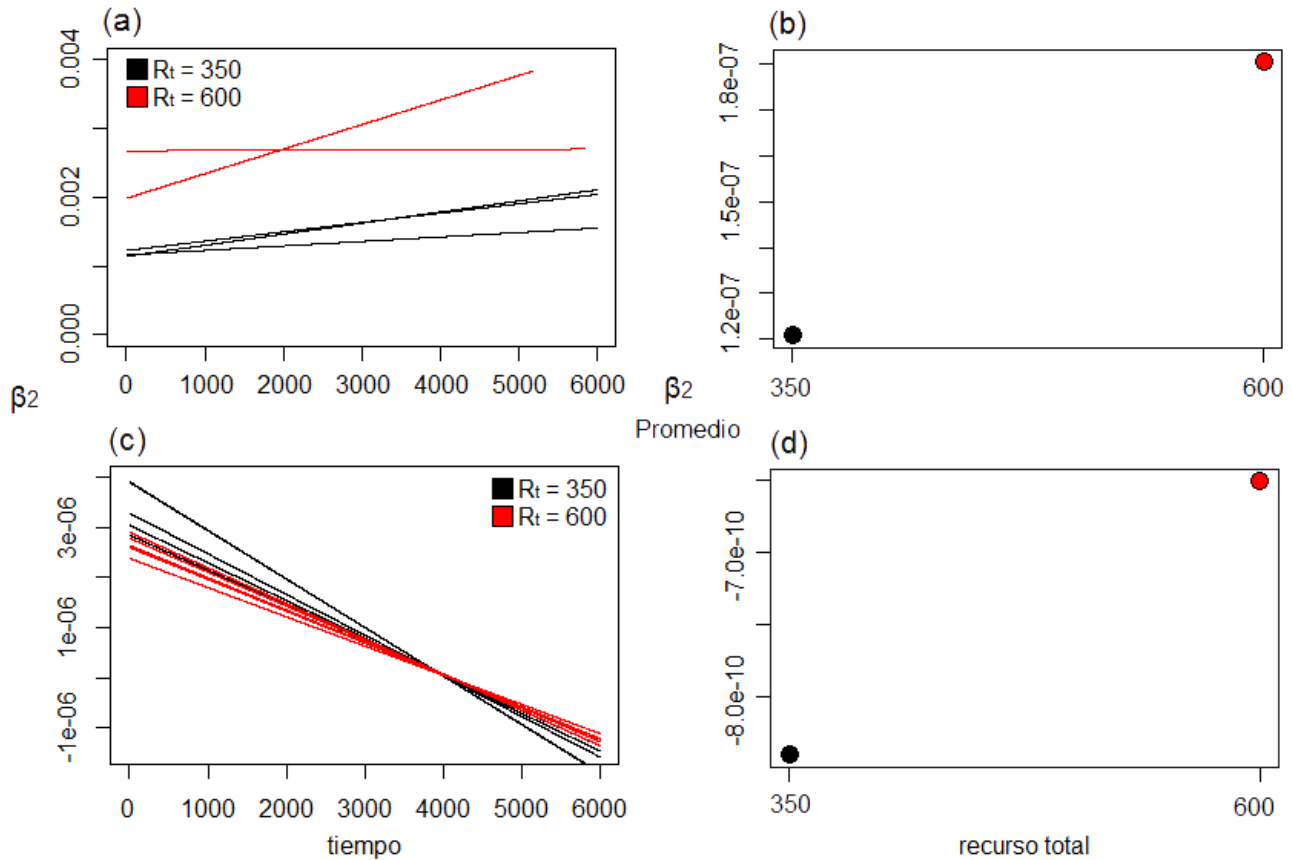 (a)
0.004
0.002
0.000
Rt = 350
Rt = 600
0 1000 2000 3000 4000 5000 6000
β2
(b)
1.8e-07
1.5e-07
1.2e-07
350 600
β2
Promedio
(c)
3e-06
1e-06
-1e-06
Rt = 350
Rt = 600
0 1000 2000 3000 4000 5000 6000
tiempo
(d)
-7.0e-10
-8.0e-10
350 600
recurso total